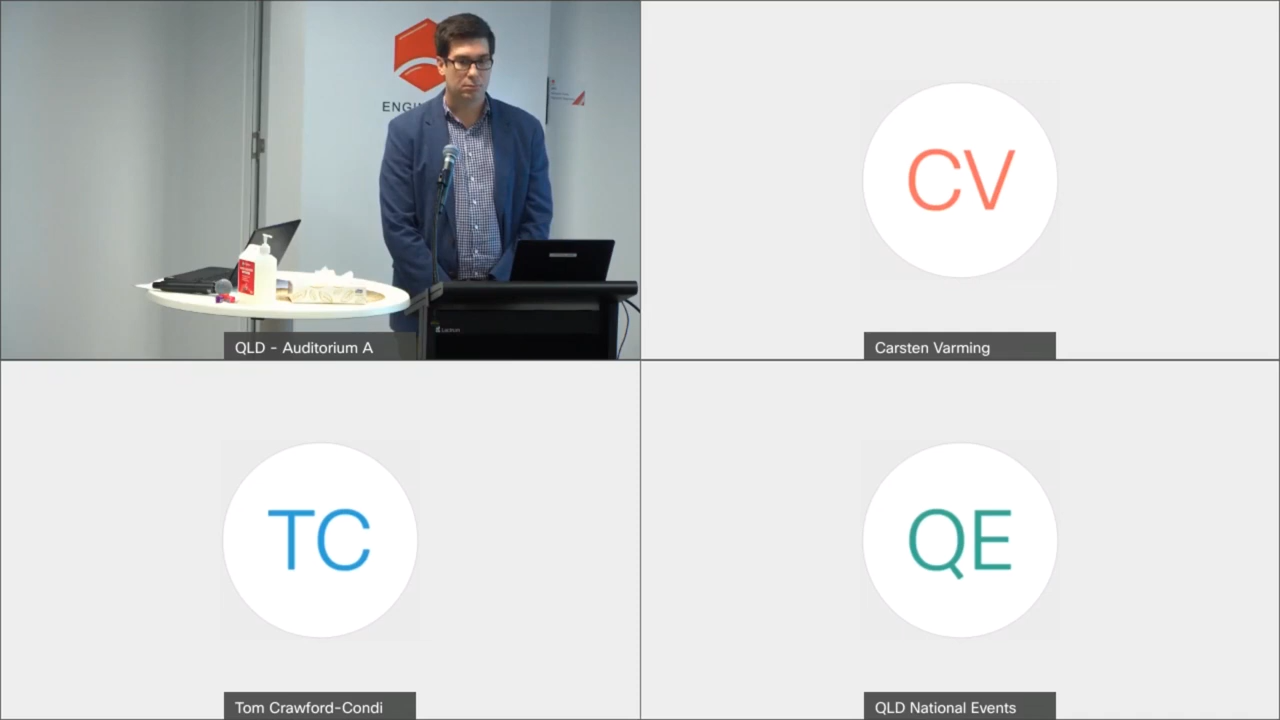 ENGI
QLD - Auditorium A
CV
Carsten Varming
TC
Tom Crawford-Condi
QE
QLD National Events